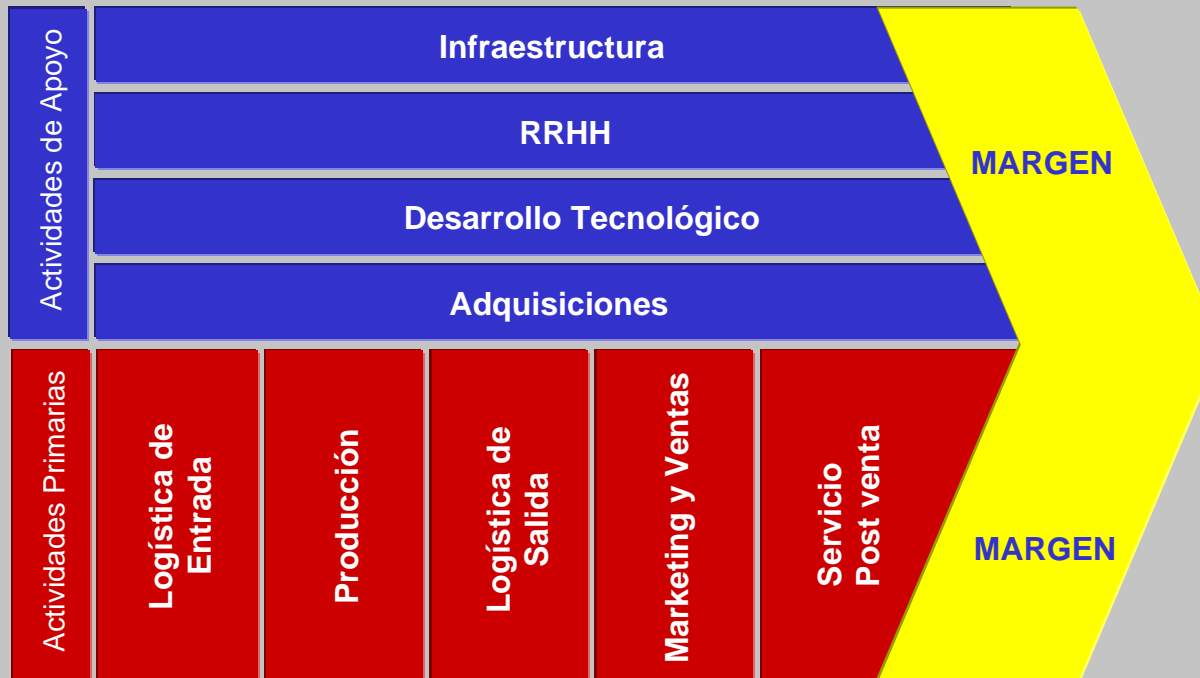 Actividades de Apoyo
Infraestructura
RRHH
Desarrollo Tecnológico
Adquisiciones
MARGEN
Actividades Primarias
Logística de
Entrada
Producción
Logística de
Salida
Marketing y Ventas
Servicio
Post venta
MARGEN